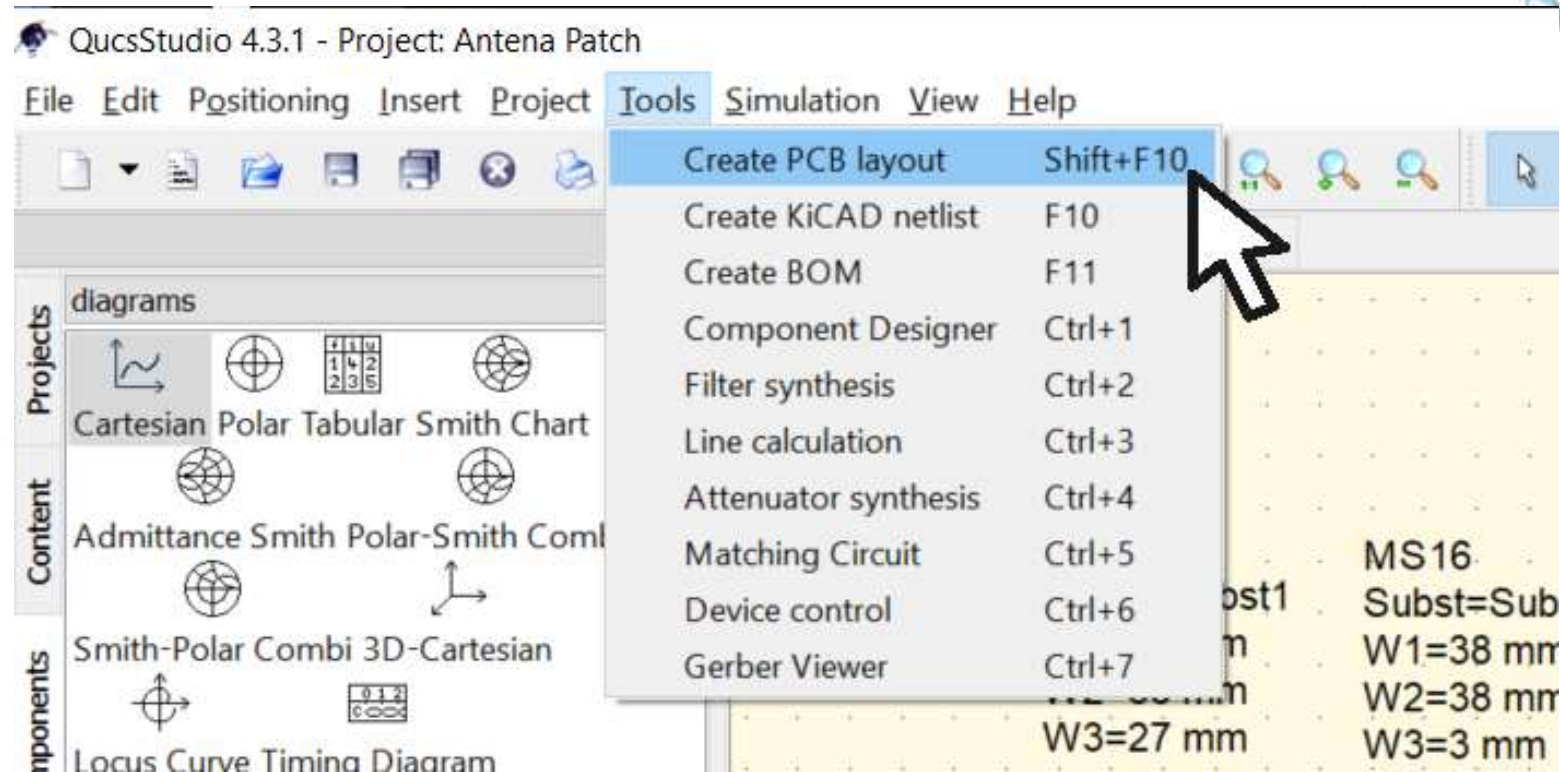 QucsStudio 4.3.1 - Project: Antena Patch
File Edit Positioning Insert Project Tools Simulation View Help
Create PCB layout Shift+F10
Create KiCAD netlist F10
Create BOM F11
Component Designer Ctrl+1
Filter synthesis Ctrl+2
Line calculation Ctrl+3
Attenuator synthesis Ctrl+4
Matching Circuit Ctrl+5
Device control Ctrl+6
Gerber Viewer Ctrl+7
Projects
Content
diagrams
Cartesian Polar Tabular Smith Chart
Admittance Smith Polar-Smith
Smith-Polar Combi 3D-Cartesian
Locus Curve Timing Diagram
W3=27 mm
MS16
Subst=Sub
W1=38 mm
W2=38 mm
W3=3 mm